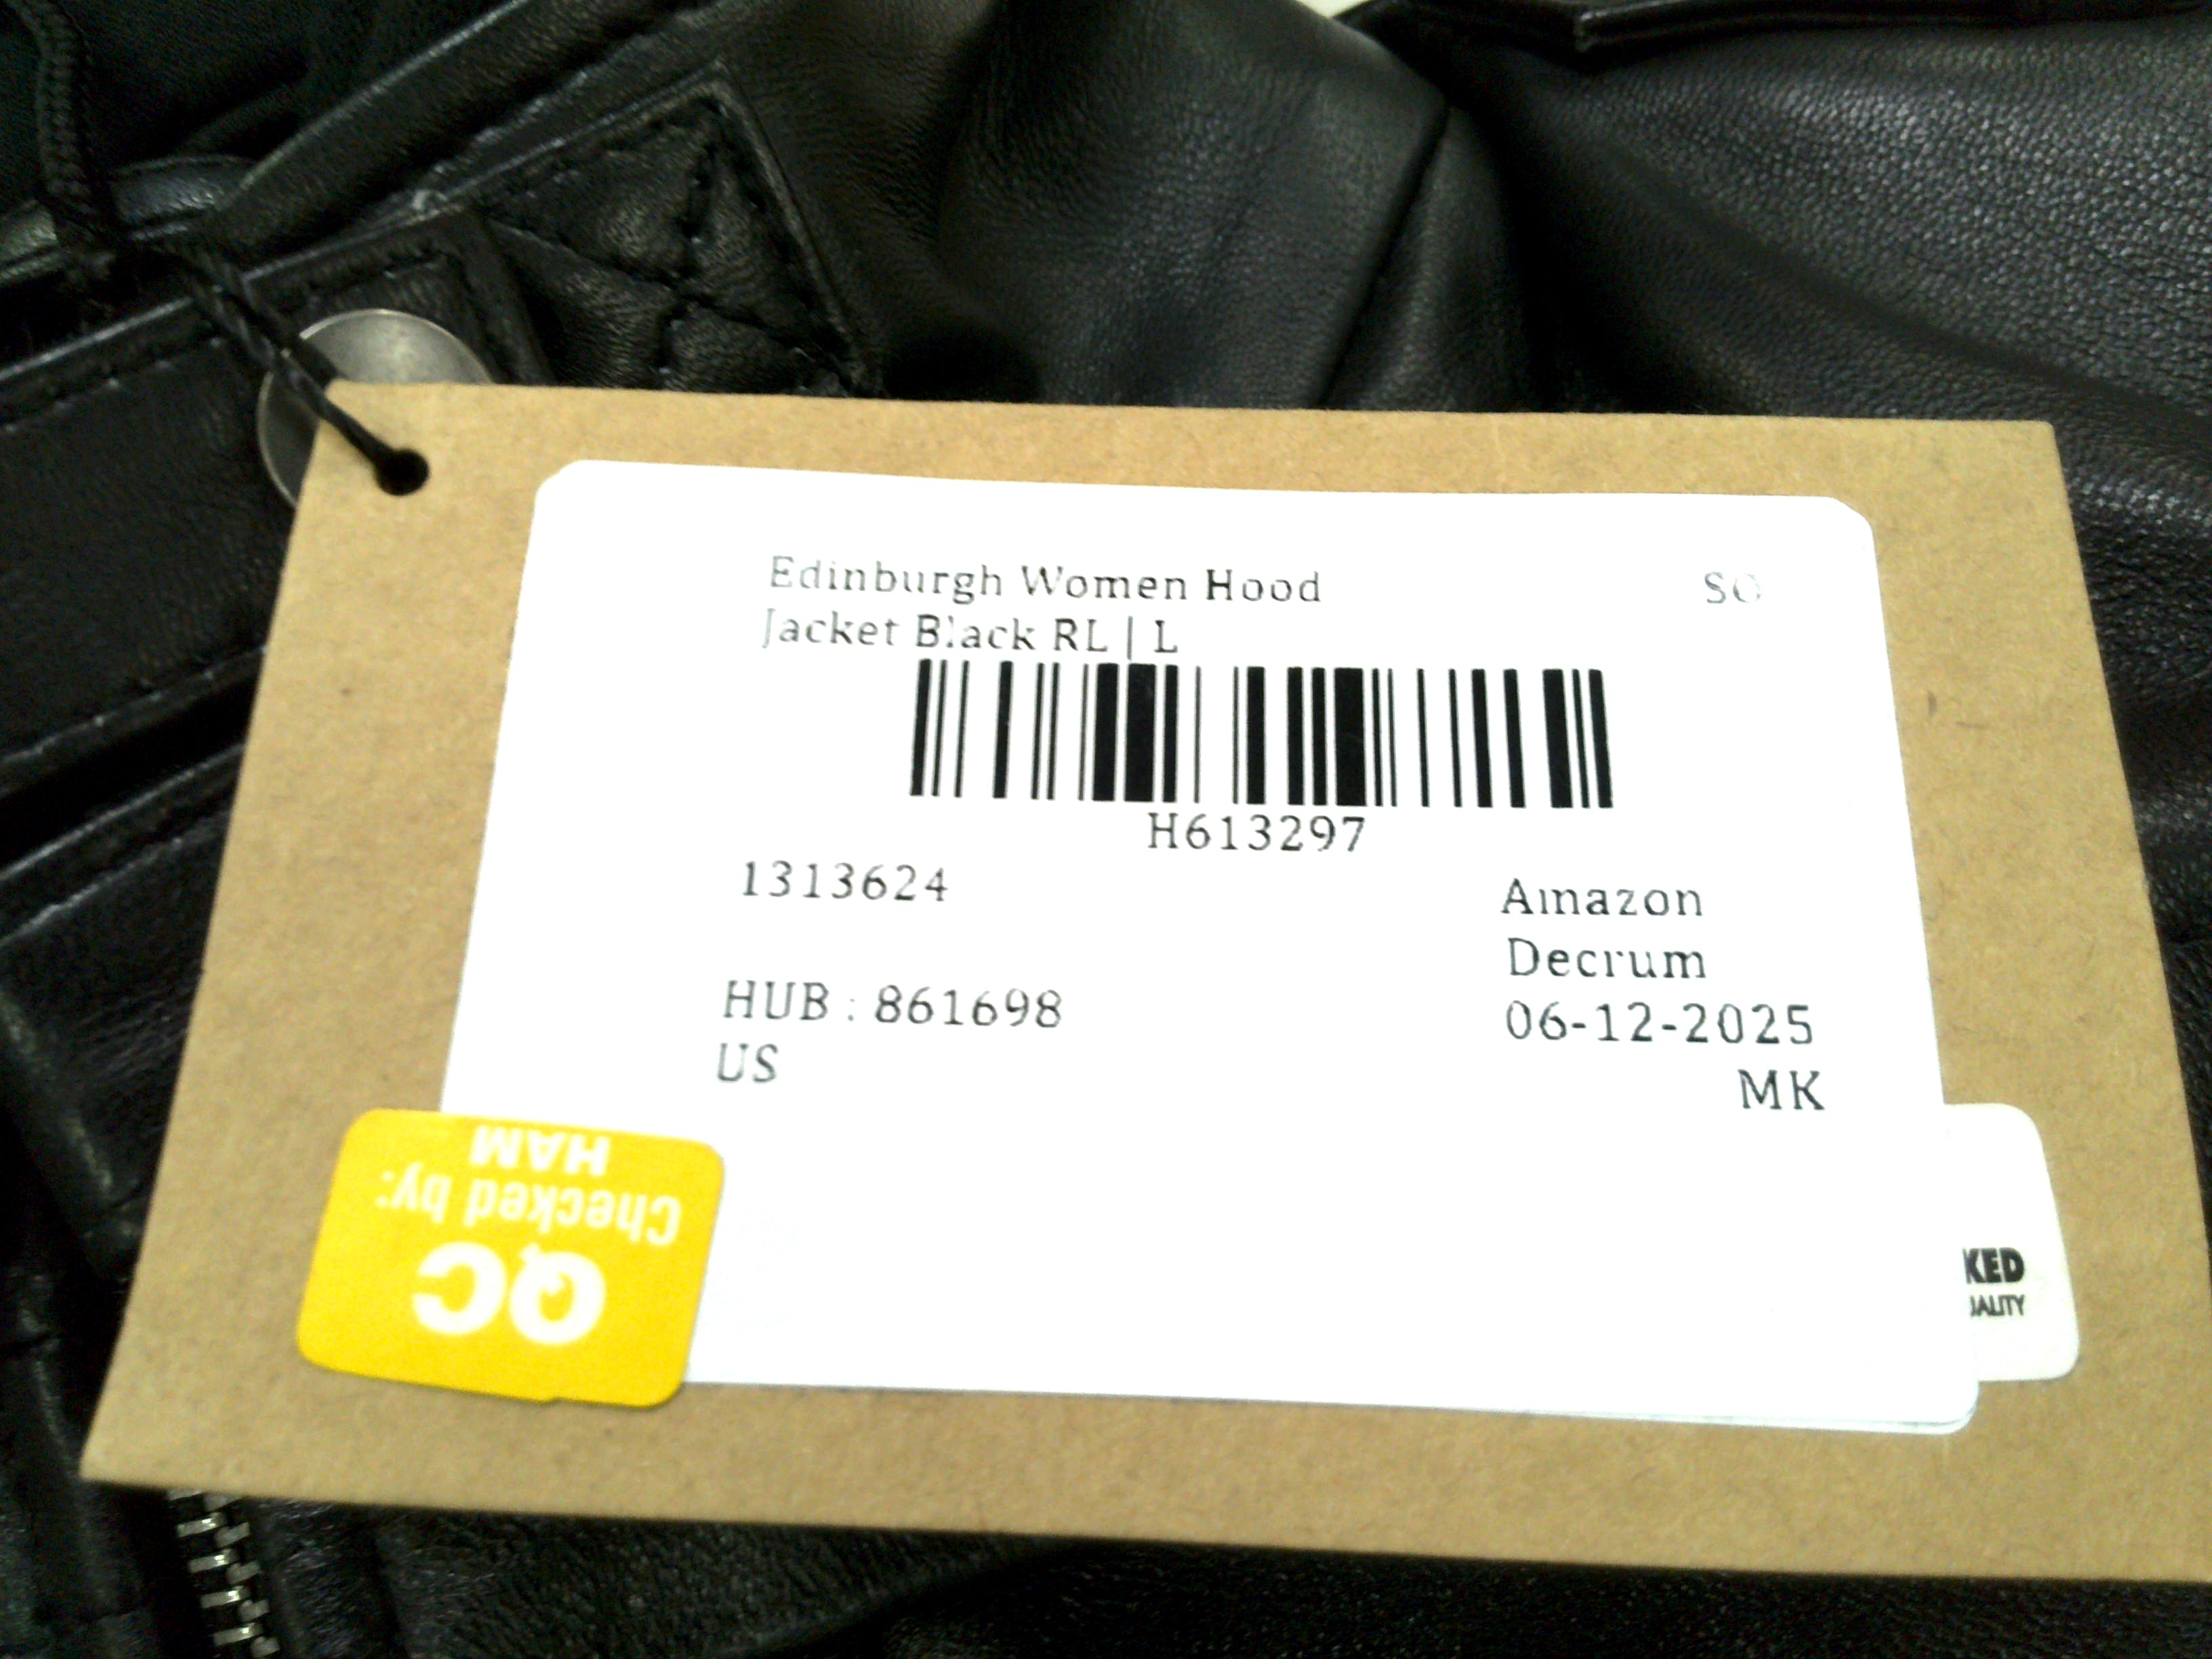 Edinburgh Women Hood
Jacket Black RL | L
SO
H613297
1313624
HUB : 861698
US
Amazon
Decrum
06-12-2025
MK
QC
Checked by:
HAM
KED